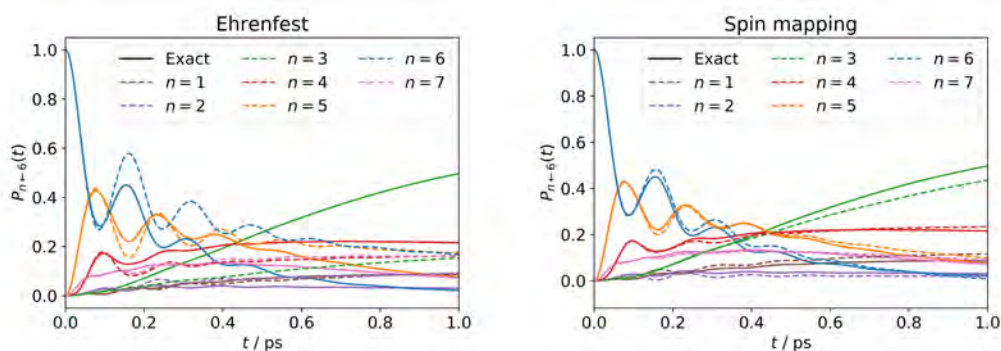 Ehrenfest
Exact
n = 1
n = 2
n = 3
n = 4
n = 5
n = 6
n = 7
P_{n←6}(t)
1.0
0.8
0.6
0.4
0.2
0.0
0.0 0.2 0.4 0.6 0.8 1.0
t / ps
Spin mapping
Exact
n = 1
n = 2
n = 3
n = 4
n = 5
n = 6
n = 7
P_{n←6}(t)
1.0
0.8
0.6
0.4
0.2
0.0
0.0 0.2 0.4 0.6 0.8 1.0
t / ps